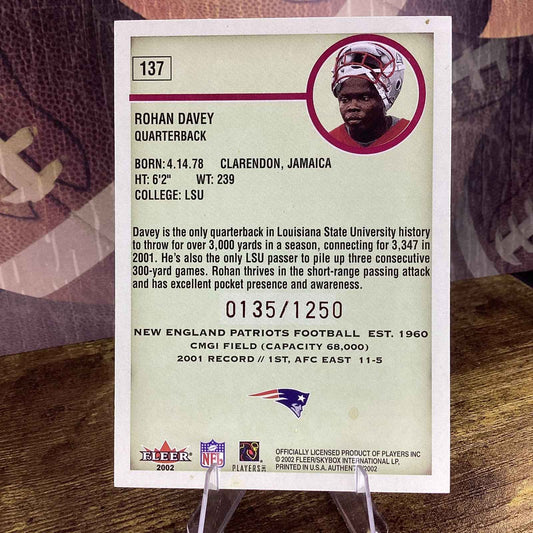 137
ROHAN DAVEY
QUARTERBACK
BORN: 4.14.78 CLARENDON, JAMAICA
HT: 6'2" WT: 239
COLLEGE: LSU
Davey is the only quarterback in Louisiana State University history
to throw for over 3,000 yards in a season, connecting for 3,347 in
2001. He's also the only LSU passer to pile up three consecutive
300-yard games. Rohan thrives in the short-range passing attack
and has excellent pocket presence and awareness.
0135/1250
NEW ENGLAND PATRIOTS FOOTBALL EST. 1960
CMGI FIELD (CAPACITY 68,000)
2001 RECORD // 1ST, AFC EAST 11-5
FLEER
2002
NFL
PLAYERS INC
OFFICIALLY LICENSED PRODUCT OF PLAYERS INC
© 2002 FLEER/SKYBOX INTERNATIONAL LP,
PRINTED IN U.S.A. AUTHENTIX 2002